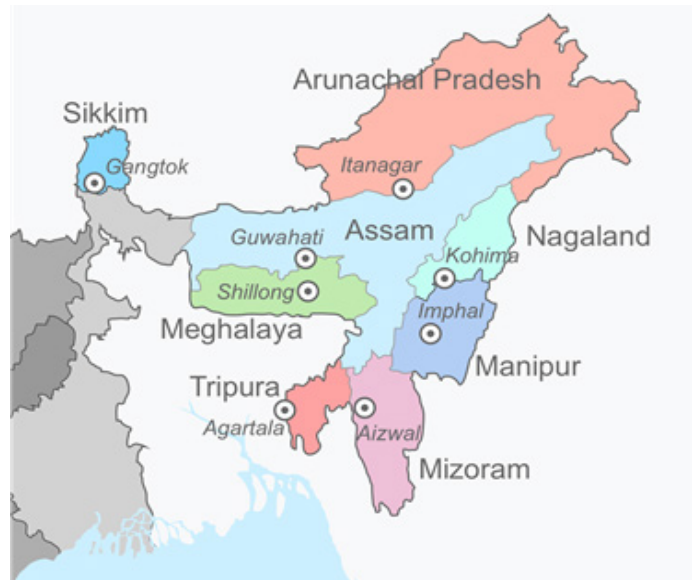 Arunachal Pradesh
Sikkim
Gangtok
Itanagar
Guwahati
Assam
Nagaland
Kohima
Shillong
Imphal
Meghalaya
Manipur
Tripura
Agartala
Aizwal
Mizoram